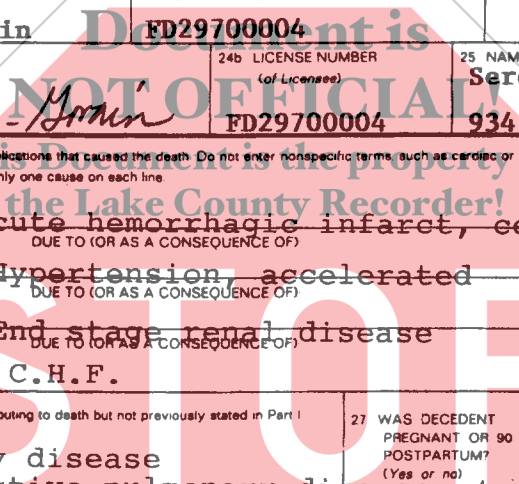 in FD29700004
Document is
24b LICENSE NUMBER 25 NAM
(of Licensee) Ser
NOT OFFICIAL!
FD29700004 934
plications that caused the death Do not enter nonspecific terms, such as cardiac or
is Document is the property
nly one cause on each line.
the Lake County Recorder!
cute hemorrhagic infarct, ce
DUE TO (OR AS A CONSEQUENCE OF)
Hypertension, accelerated
DUE TO (OR AS A CONSEQUENCE OF)
End stage renal disease
DUE TO (OR AS A CONSEQUENCE OF)
C.H.F.
STOP
buting to death but not previously stated in Part I 27 WAS DECEDENT
PREGNANT OR 90
y disease POSTPARTUM?
(Yes or no)